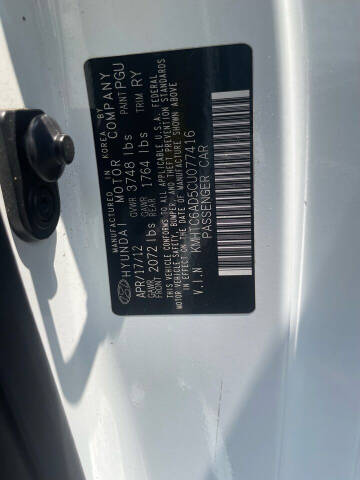 MANUFACTURED IN KOREA BY
HYUNDAI MOTOR COMPANY
APR/17/12 GVWR 3748 lbs PAINT PGU
GAWR FRONT 2072 lbs GAWR REAR 1764 lbs RY
THIS VEHICLE CONFORMS TO ALL APPLICABLE U.S.A. FEDERAL
MOTOR VEHICLE SAFETY, BUMPER, AND THEFT PREVENTION
STANDARDS IN EFFECT ON THE DATE OF MANUFACTURE SHOWN ABOVE
V.I.N KMHTC6AD5CU077416
PASSENGER CAR